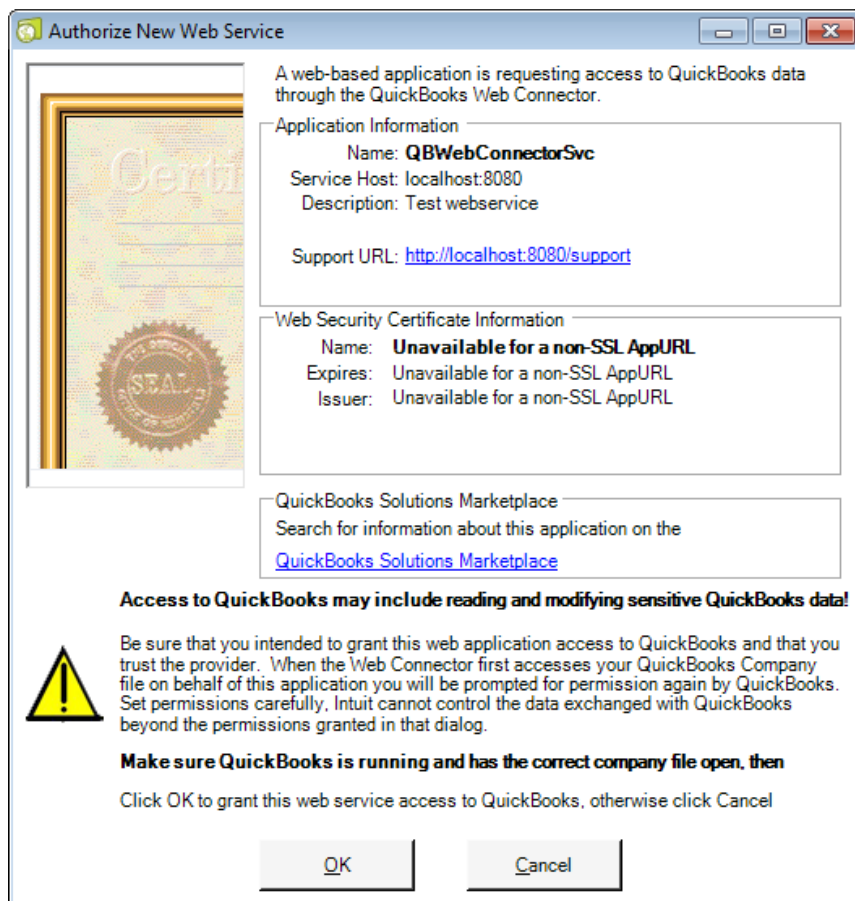 Authorize New Web Service
A web-based application is requesting access to QuickBooks data
through the QuickBooks Web Connector.
Application Information
Name: QBWebConnectorSvc
Service Host: localhost:8080
Description: Test webservice
Support URL: http://localhost:8080/support
Certi
SEAL
Web Security Certificate Information
Name: Unavailable for a non-SSL AppURL
Expires: Unavailable for a non-SSL AppURL
Issuer: Unavailable for a non-SSL AppURL
QuickBooks Solutions Marketplace
Search for information about this application on the
QuickBooks Solutions Marketplace
Access to QuickBooks may include reading and modifying sensitive QuickBooks data!
Be sure that you intended to grant this web application access to QuickBooks and that you
trust the provider. When the Web Connector first accesses your QuickBooks Company
file on behalf of this application you will be prompted for permission again by QuickBooks.
Set permissions carefully, Intuit cannot control the data exchanged with QuickBooks
beyond the permissions granted in that dialog.
Make sure QuickBooks is running and has the correct company file open, then
Click OK to grant this web service access to QuickBooks, otherwise click Cancel
OK
Cancel